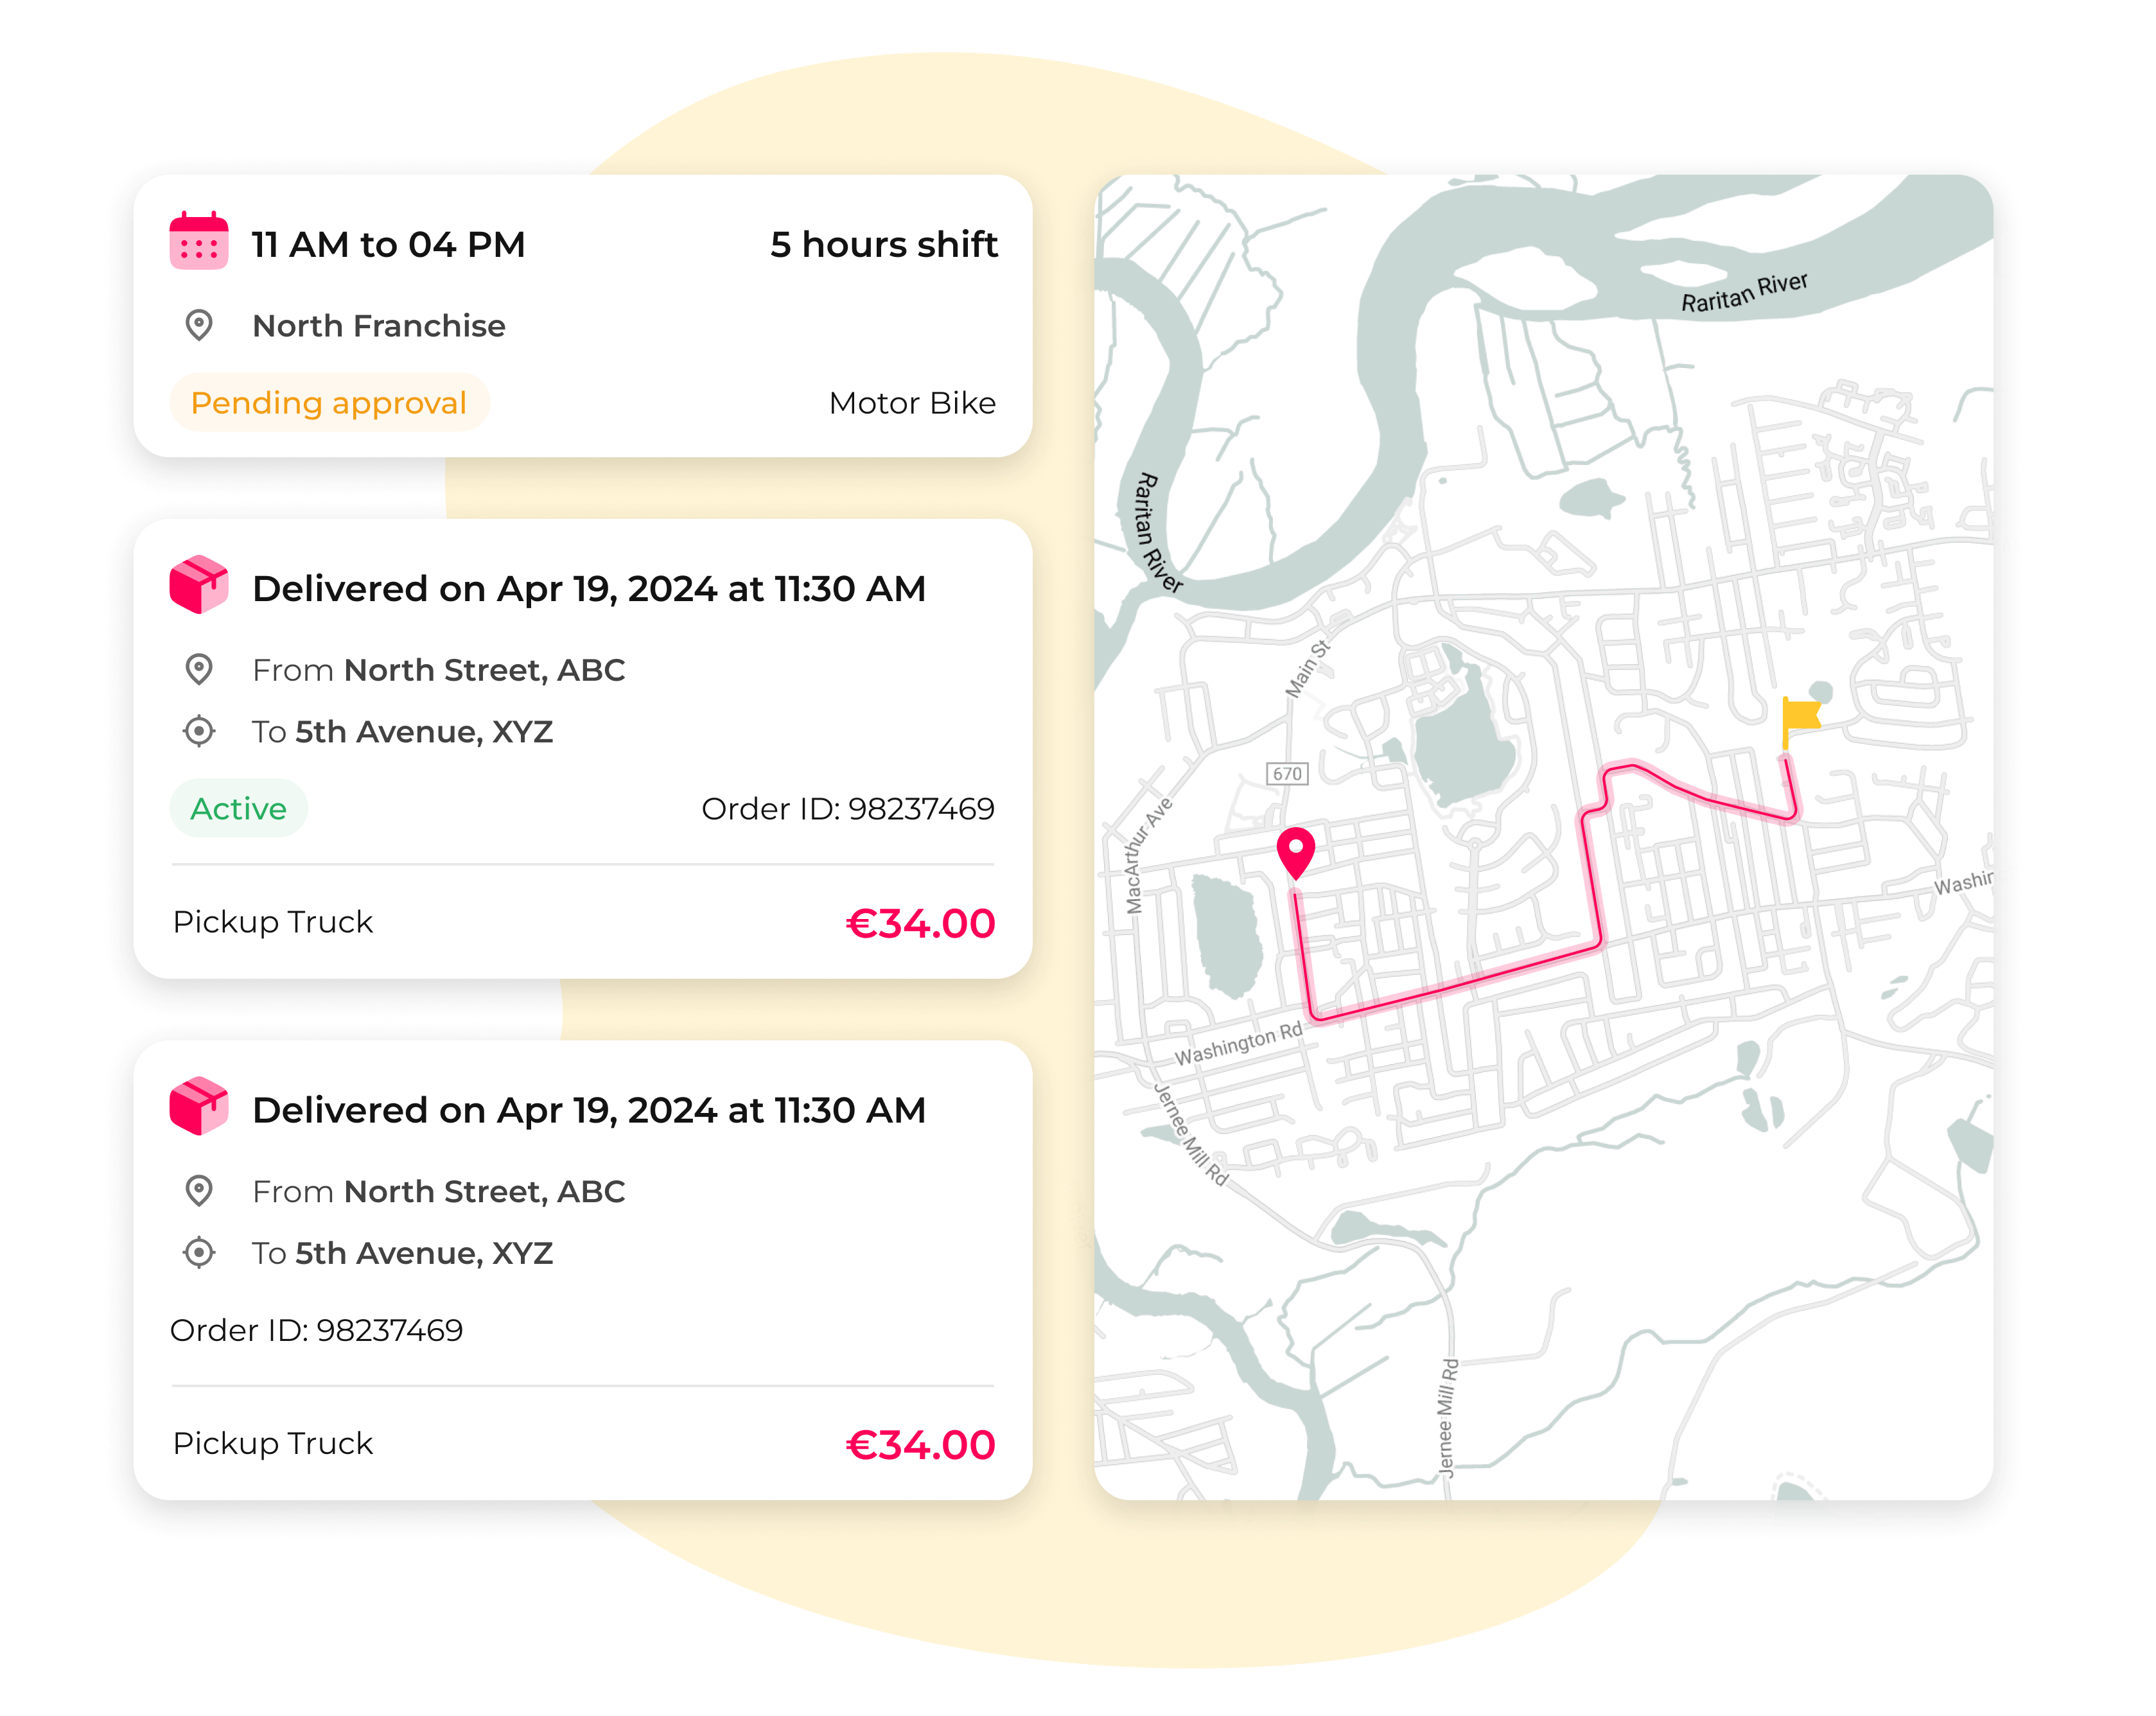 11 AM to 04 PM
5 hours shift
North Franchise
Pending approval
Motor Bike
Delivered on Apr 19, 2024 at 11:30 AM
From North Street, ABC
To 5th Avenue, XYZ
Active
Order ID: 98237469
Pickup Truck
€34.00
Delivered on Apr 19, 2024 at 11:30 AM
From North Street, ABC
To 5th Avenue, XYZ
Order ID: 98237469
Pickup Truck
€34.00
Raritan River
Raritan River
Main St
670
MacArthur Ave
Washin
Washington Rd
Jernee Mill Rd
Jernee Mill Rd